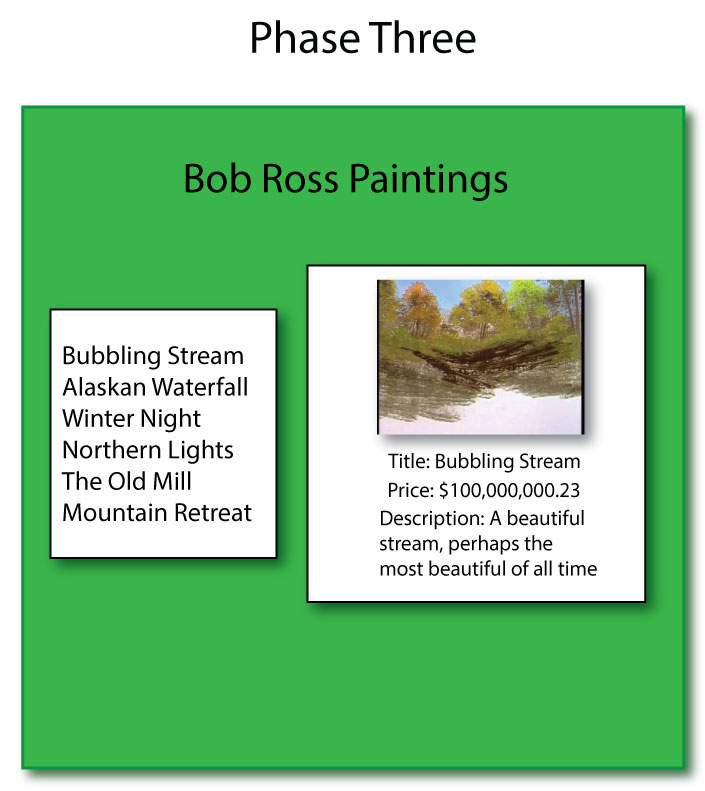 Phase Three
Bob Ross Paintings
Bubbling Stream
Alaskan Waterfall
Winter Night
Northern Lights
The Old Mill
Mountain Retreat
Title: Bubbling Stream
Price: $100,000,000.23
Description: A beautiful
stream, perhaps the
most beautiful of all time